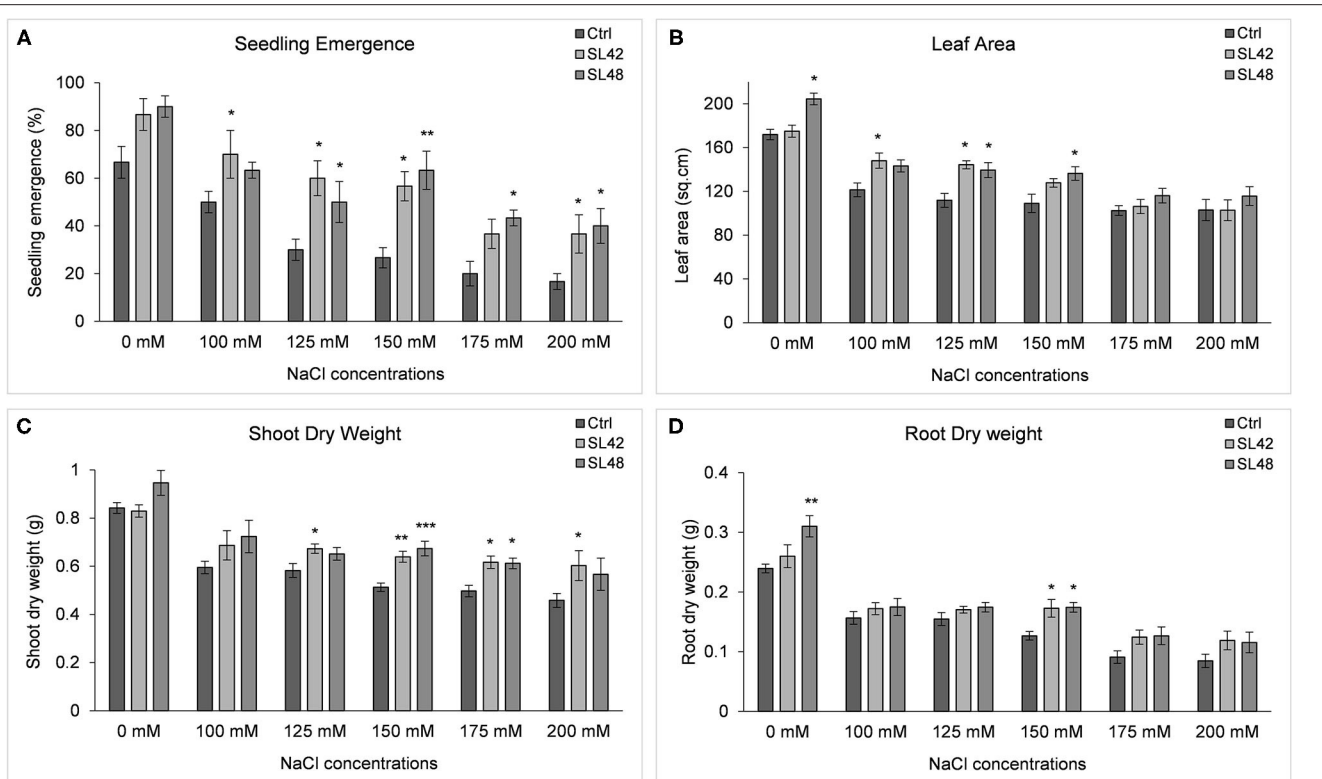 A
Seedling Emergence
Ctrl
SL42
SL48
Seedling emergence (%)
100
80
60
40
20
0
* * * * ** * * *
0 mM 100 mM 125 mM 150 mM 175 mM 200 mM
NaCl concentrations
B
Leaf Area
Ctrl
SL42
SL48
Leaf area (sq.cm)
200
160
120
80
40
0
* * * * *
0 mM 100 mM 125 mM 150 mM 175 mM 200 mM
NaCl concentrations
C
Shoot Dry Weight
Ctrl
SL42
SL48
Shoot dry weight (g)
1
0.8
0.6
0.4
0.2
0
* ** *** * * *
0 mM 100 mM 125 mM 150 mM 175 mM 200 mM
NaCl concentrations
D
Root Dry weight
Ctrl
SL42
SL48
Root dry weight (g)
0.4
0.3
0.2
0.1
0
** * *
0 mM 100 mM 125 mM 150 mM 175 mM 200 mM
NaCl concentrations